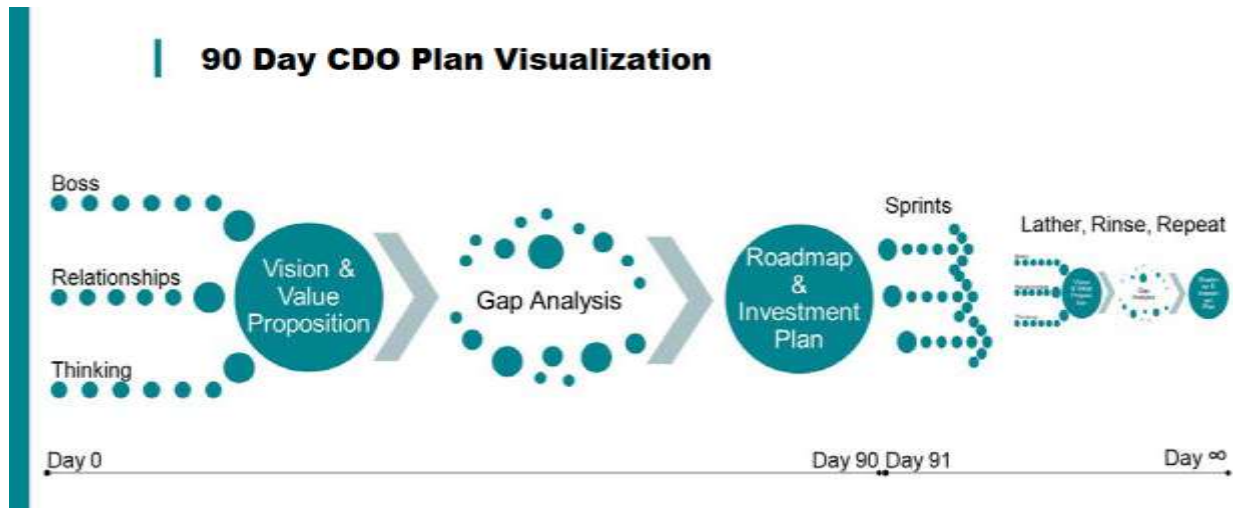 90 Day CDO Plan Visualization
Boss
Relationships
Thinking
Vision &
Value
Proposition
Gap Analysis
Roadmap
&
Investment
Plan
Sprints
Lather, Rinse, Repeat
Day 0
Day 90
Day 91
Day ∞